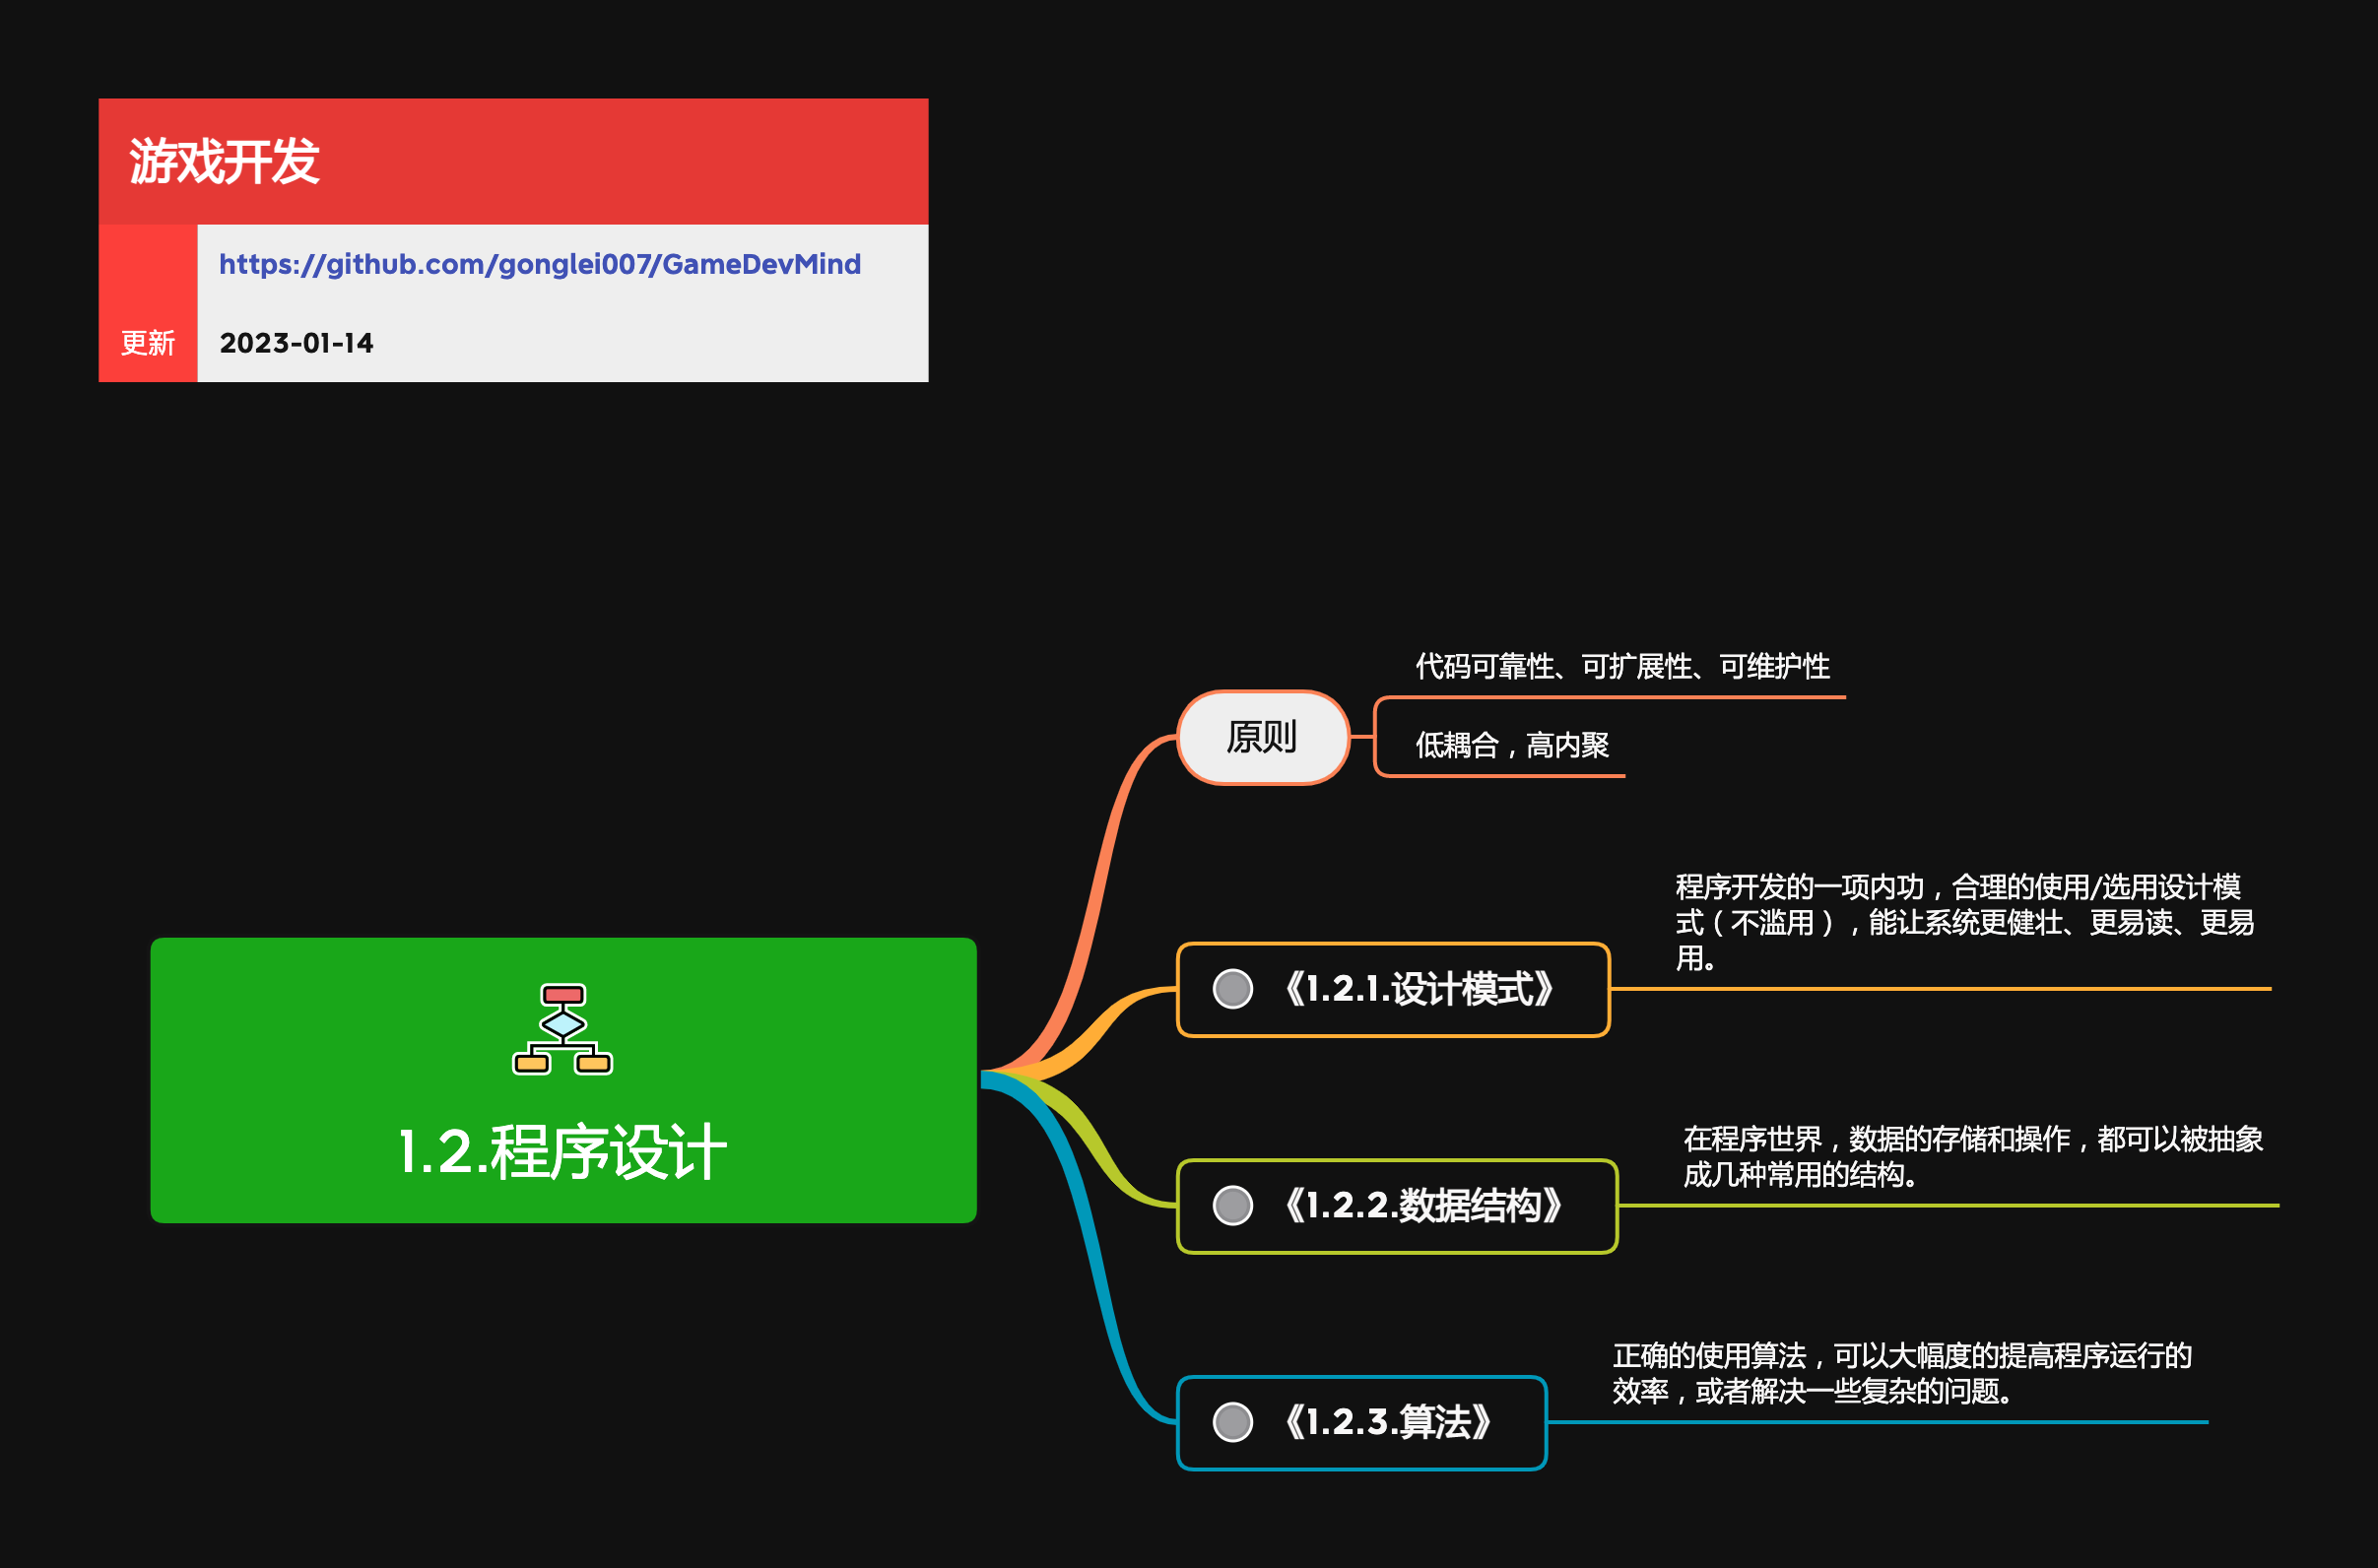 游戏开发
https://github.com/gonglei007/GameDevMind
更新 2023-01-14
代码可靠性、可扩展性、可维护性
原则
低耦合，高内聚
程序开发的一项内功，合理的使用/选用设计模
式（不滥用），能让系统更健壮、更易读、更易
用。
《1.2.1.设计模式》
1.2.程序设计
在程序世界，数据的存储和操作，都可以被抽象
成几种常用的结构。
《1.2.2.数据结构》
正确的使用算法，可以大幅度的提高程序运行的
效率，或者解决一些复杂的问题。
《1.2.3.算法》